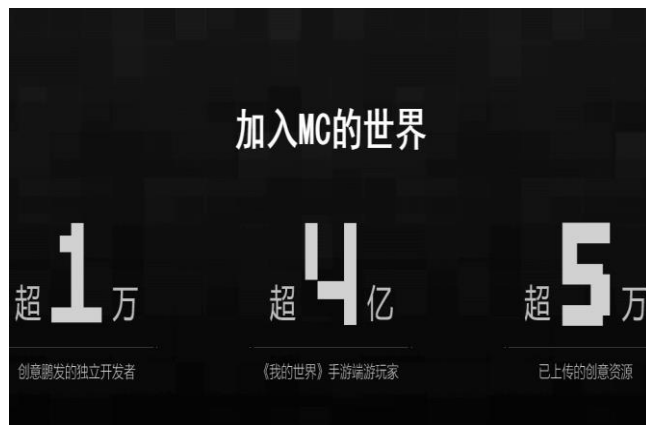 加入MC的世界
超1万
超4亿
超5万
创意鹏发的独立开发者
《我的世界》手游端游玩家
已上传的创意资源